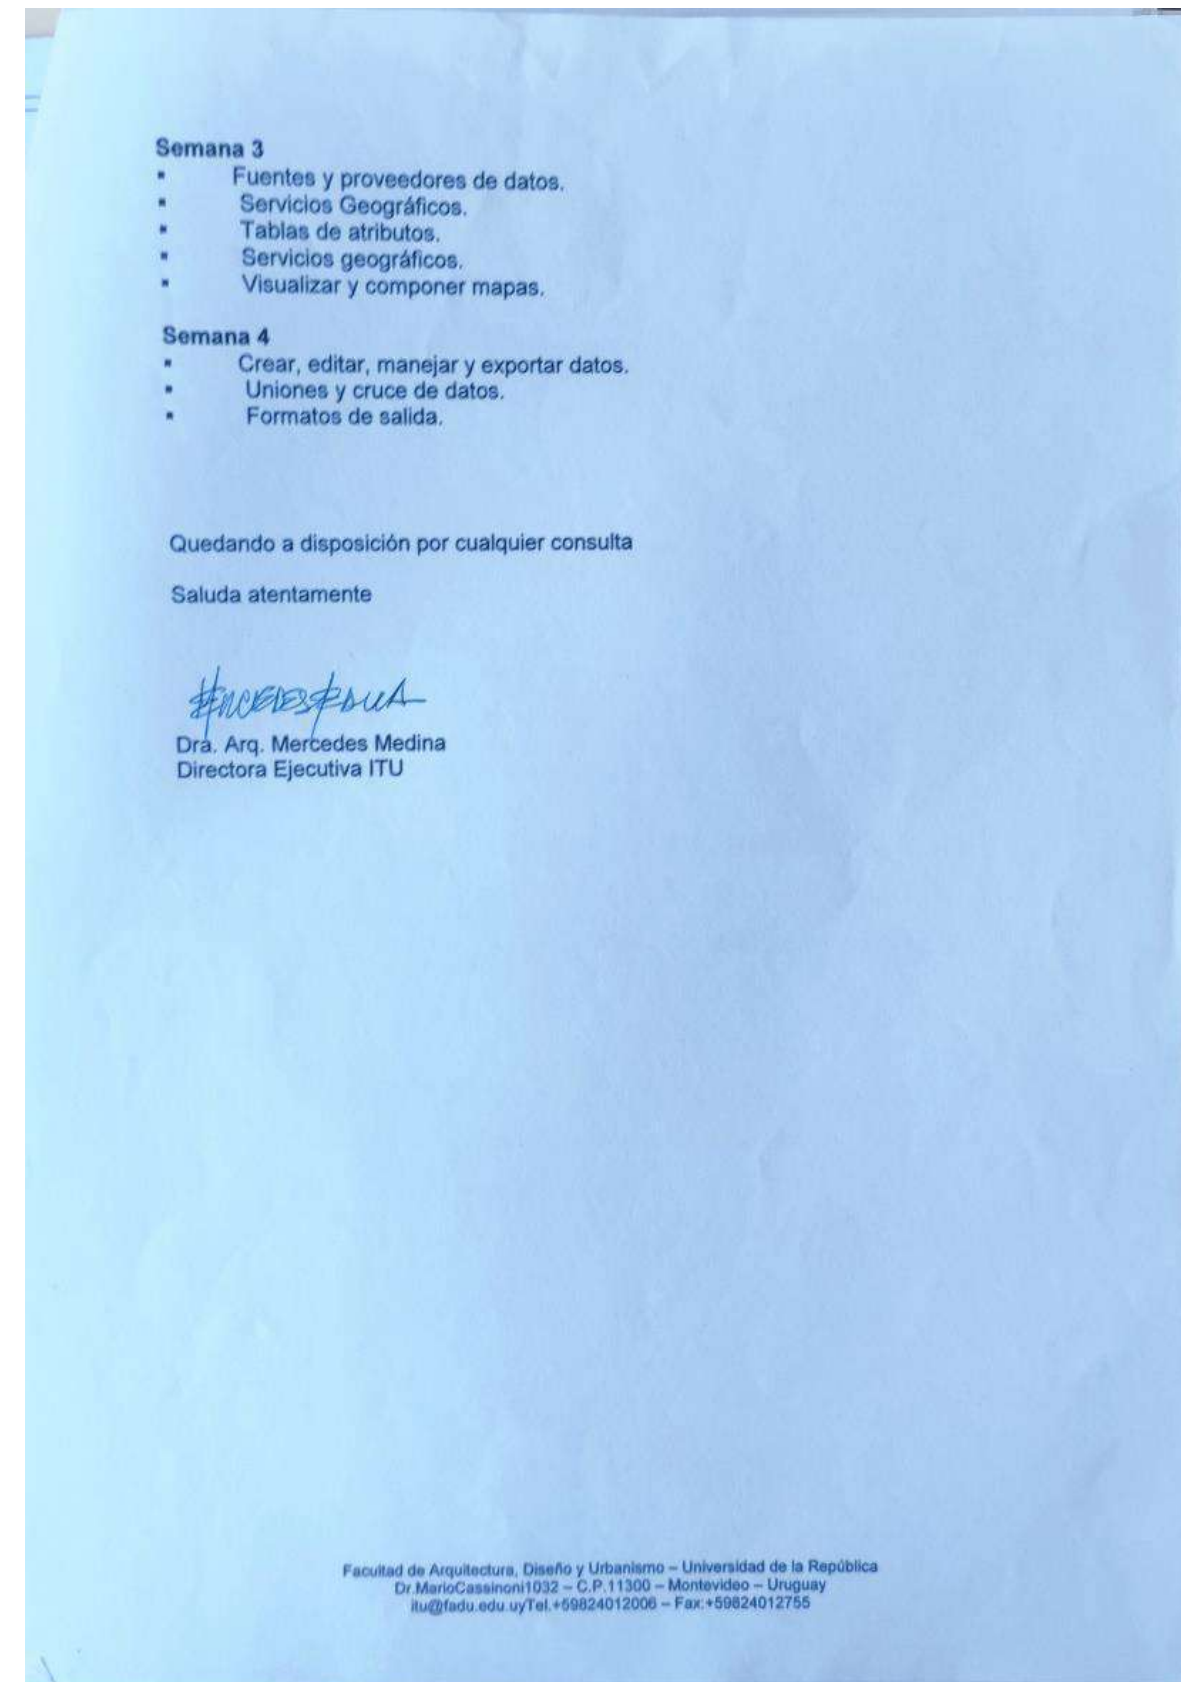 Semana 3
▪ Fuentes y proveedores de datos.
▪ Servicios Geográficos.
▪ Tablas de atributos.
▪ Servicios geográficos.
▪ Visualizar y componer mapas.
Semana 4
▪ Crear, editar, manejar y exportar datos.
▪ Uniones y cruce de datos.
▪ Formatos de salida.
Quedando a disposición por cualquier consulta
Saluda atentamente
Dra. Arq. Mercedes Medina
Directora Ejecutiva ITU
Facultad de Arquitectura, Diseño y Urbanismo – Universidad de la República
Dr.MarioCassinoni1032 – C.P.11300 – Montevideo – Uruguay
itu@fadu.edu.uyTel.+59824012006 – Fax:+59824012755